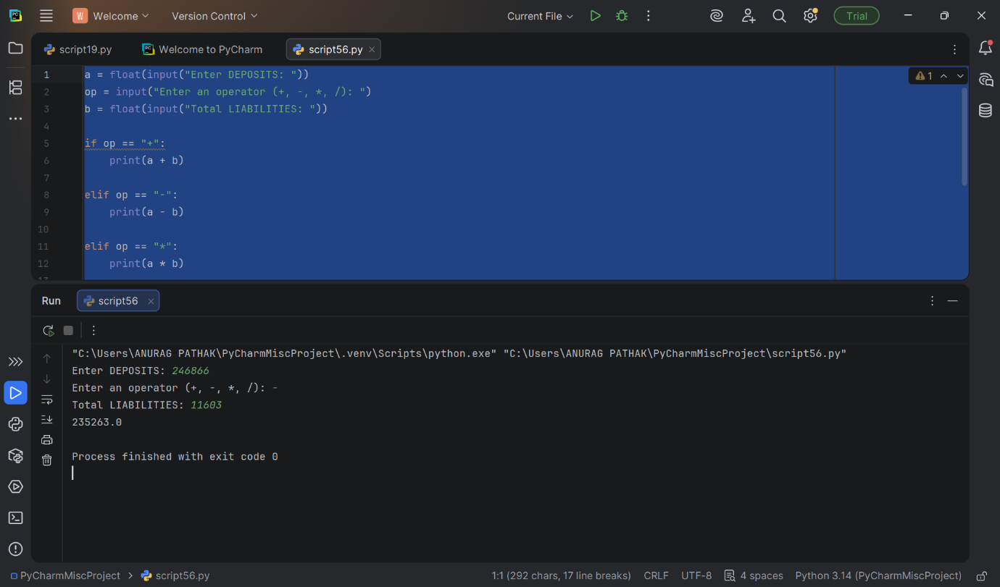 PC
W Welcome
Version Control
Current File
Trial
script19.py
PC Welcome to PyCharm
script56.py
1 a = float(input("Enter DEPOSITS: "))
1
2 op = input("Enter an operator (+, -, *, /): ")
3 b = float(input("Total LIABILITIES: "))
4
5 if op == "+":
6     print(a + b)
7
8 elif op == "-":
9     print(a - b)
10
11 elif op == "*":
12     print(a * b)
13
Run
script56
"C:\Users\ANURAG PATHAK\PyCharmMiscProject\.venv\Scripts\python.exe" "C:\Users\ANURAG PATHAK\PyCharmMiscProject\script56.py"
Enter DEPOSITS: 246866
Enter an operator (+, -, *, /): -
Total LIABILITIES: 11603
235263.0
Process finished with exit code 0
PyCharmMiscProject > script56.py
1:1 (292 chars, 17 line breaks)
CRLF
UTF-8
4 spaces
Python 3.14 (PyCharmMiscProject)